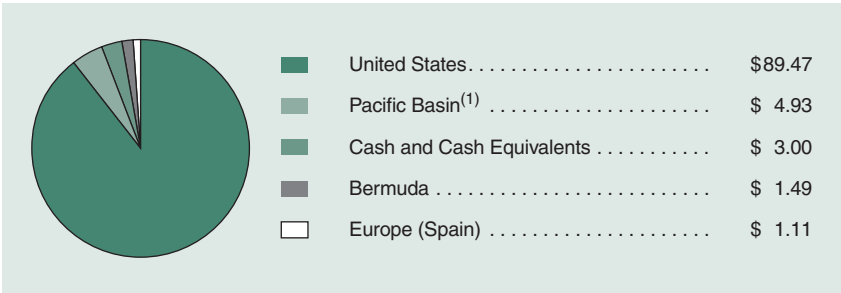 United States. . . . . . . . . . . . . . . . . . . . . . . $89.47
Pacific Basin(1) . . . . . . . . . . . . . . . . . . . . . $ 4.93
Cash and Cash Equivalents . . . . . . . . . . . $ 3.00
Bermuda . . . . . . . . . . . . . . . . . . . . . . . . . . $ 1.49
Europe (Spain) . . . . . . . . . . . . . . . . . . . . . $ 1.11